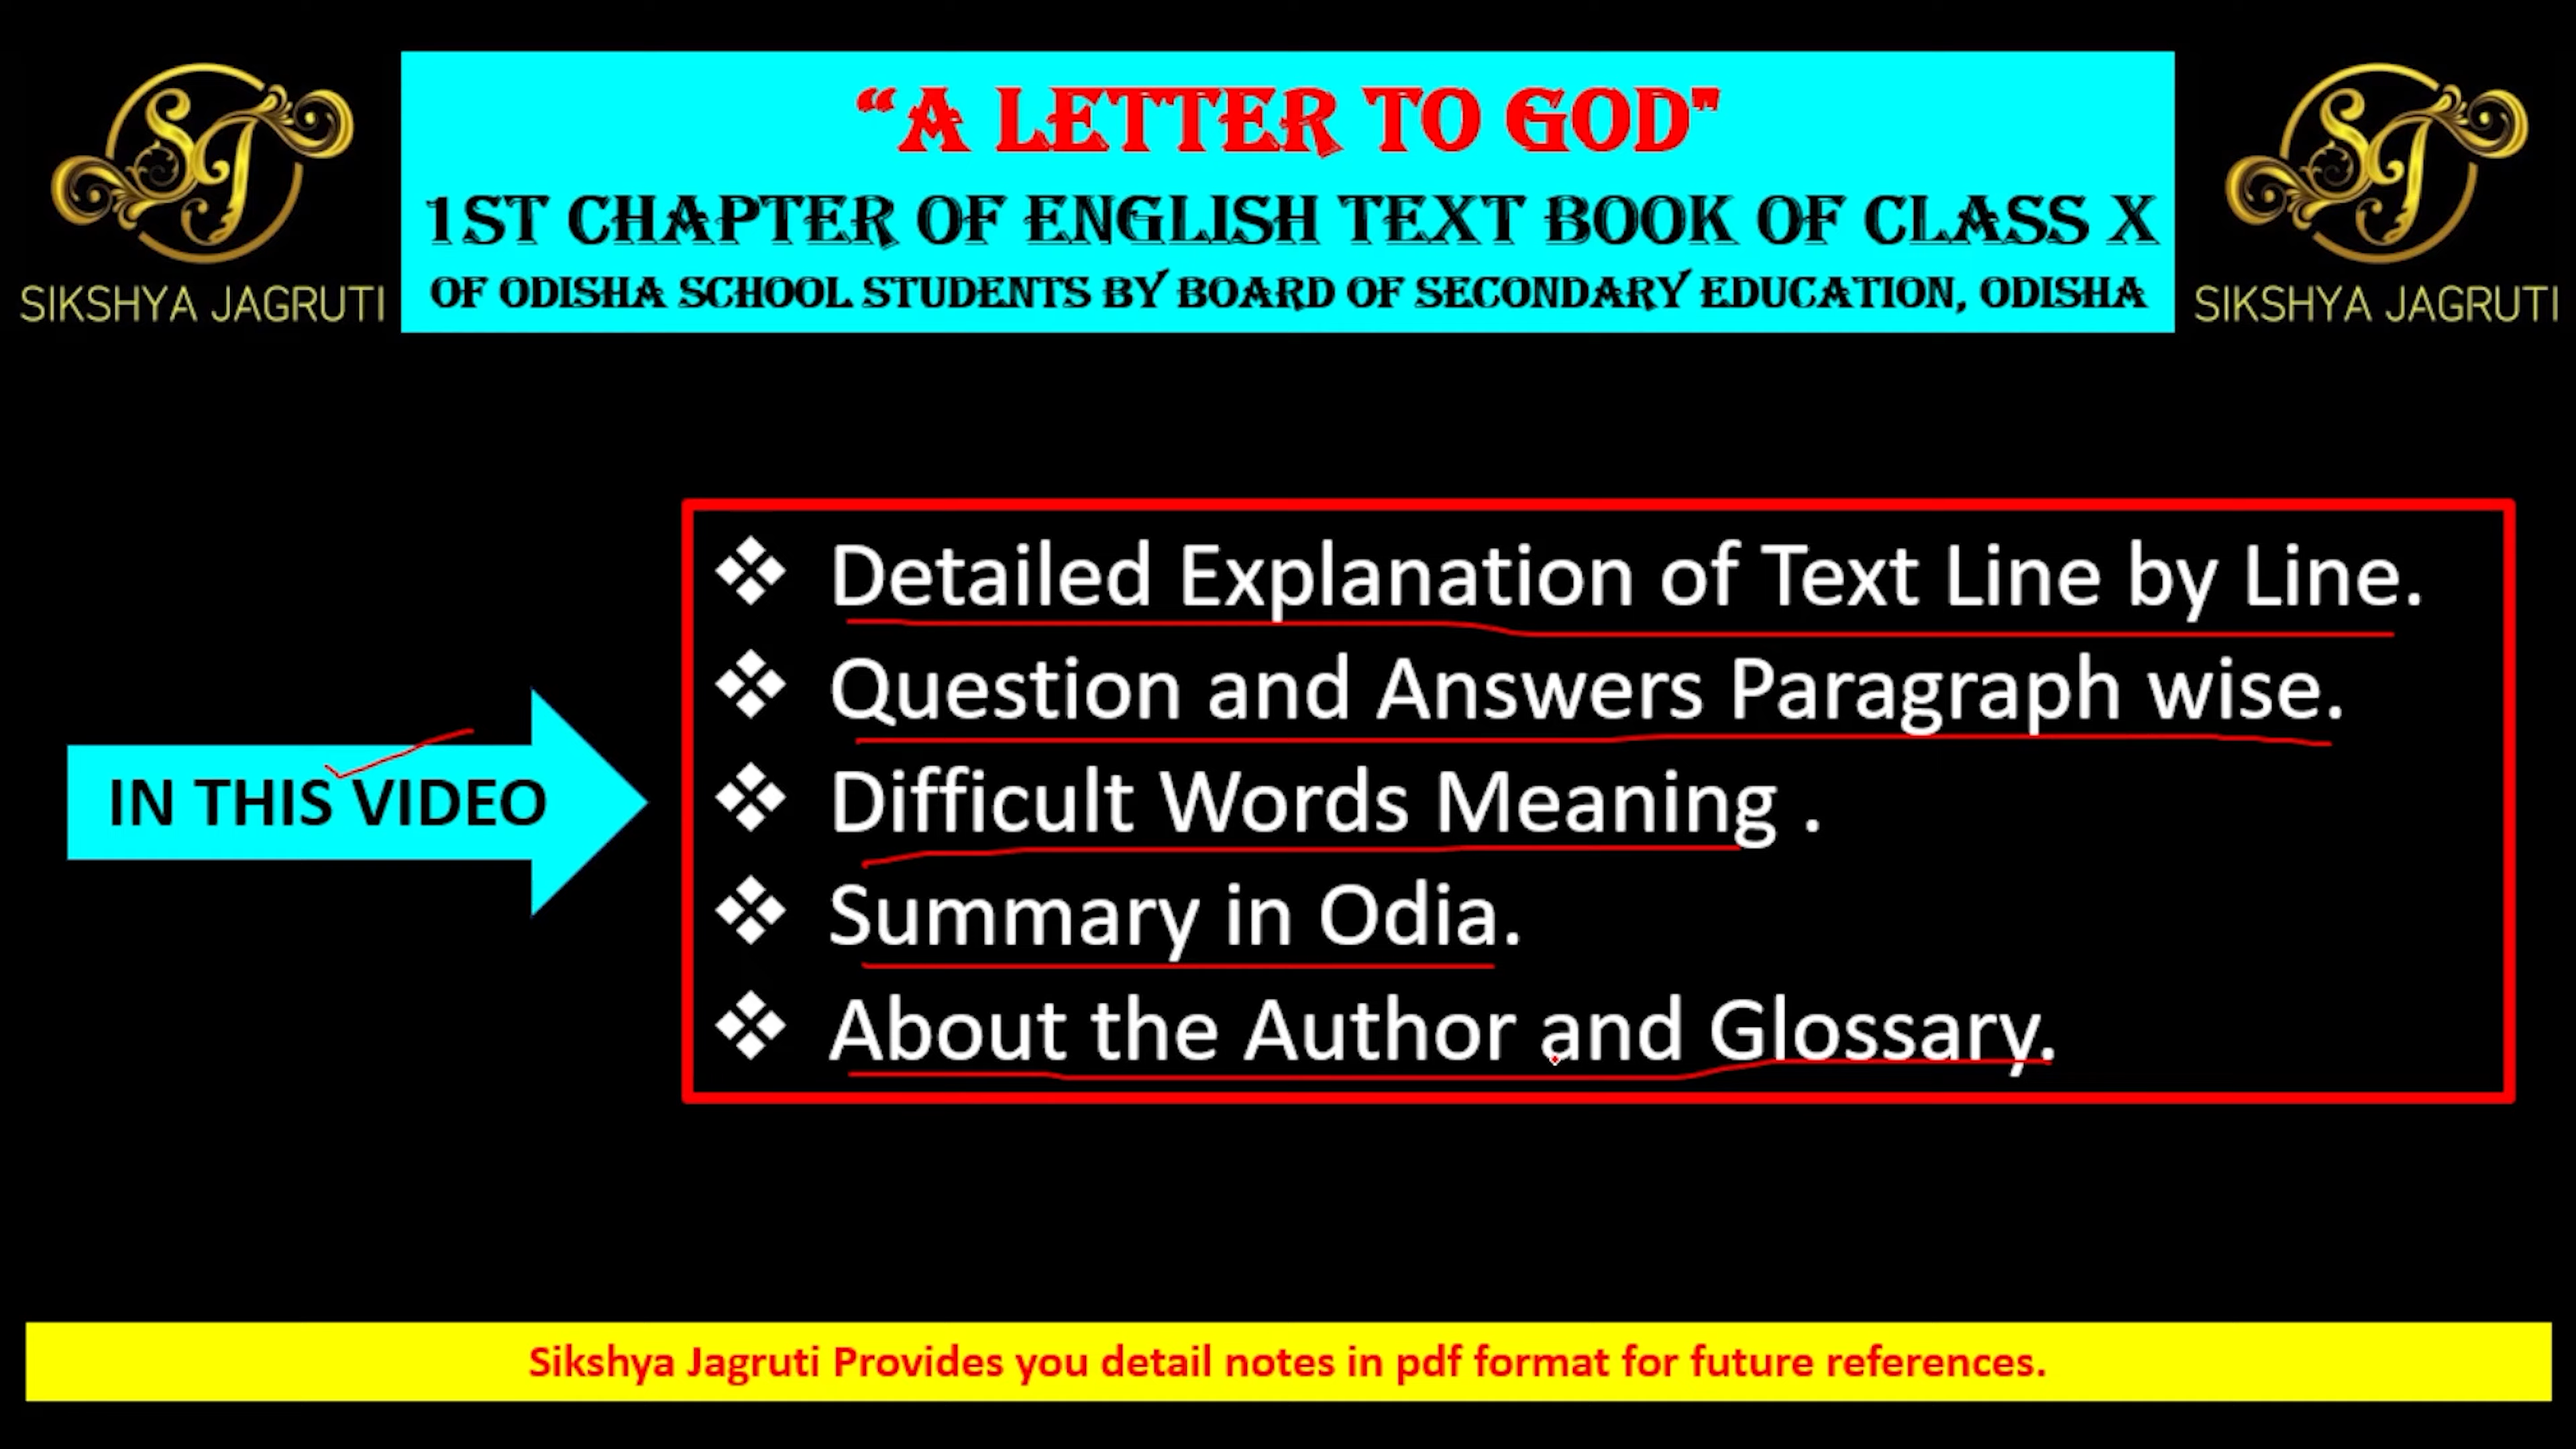 “A LETTER TO GOD"
1ST CHAPTER OF ENGLISH TEXT BOOK OF CLASS X
OF ODISHA SCHOOL STUDENTS BY BOARD OF SECONDARY EDUCATION, ODISHA
SJ
SIKSHYA JAGRUTI
SJ
SIKSHYA JAGRUTI
IN THIS VIDEO
❖ Detailed Explanation of Text Line by Line.
❖ Question and Answers Paragraph wise.
❖ Difficult Words Meaning .
❖ Summary in Odia.
❖ About the Author and Glossary.
Sikshya Jagruti Provides you detail notes in pdf format for future references.